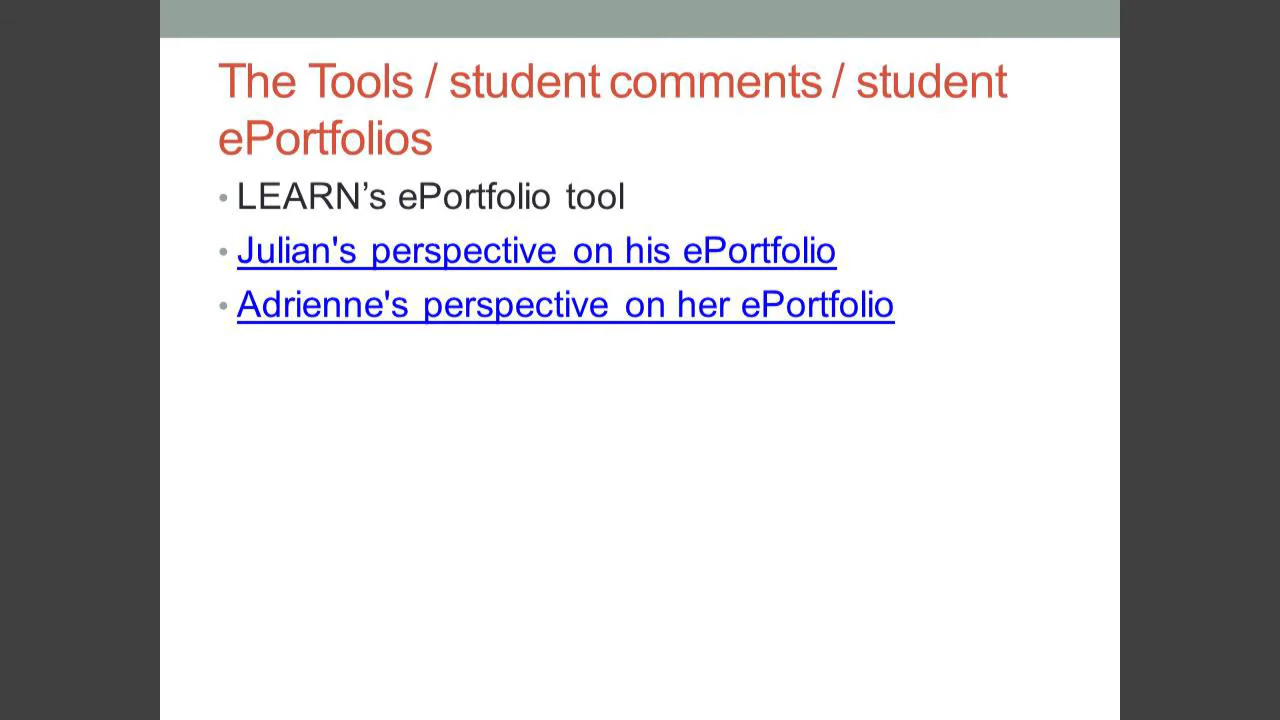 The Tools / student comments / student
ePortfolios
• LEARN’s ePortfolio tool
• Julian's perspective on his ePortfolio
• Adrienne's perspective on her ePortfolio